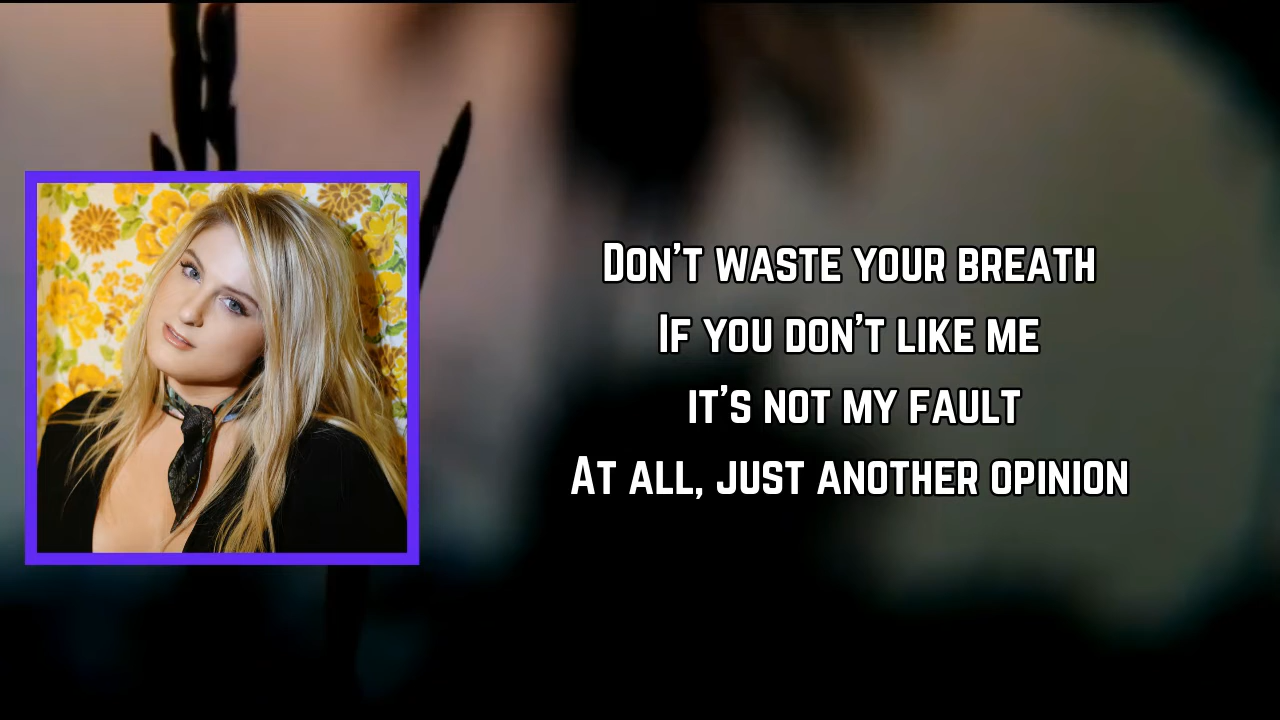 Don't waste your breath
If you don't like me
it's not my fault
At all, just another opinion